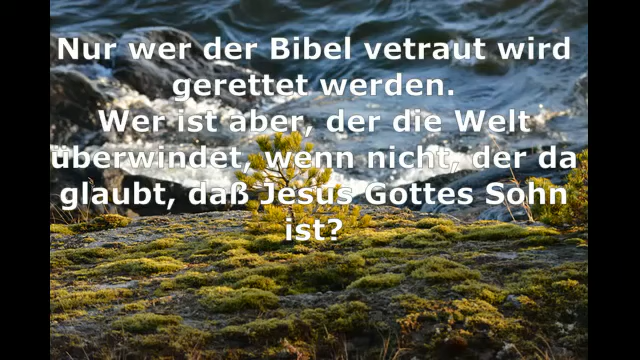 Nur wer der Bibel vetraut wird
gerettet werden.
Wer ist aber, der die Welt
überwindet, wenn nicht, der da
glaubt, daß Jesus Gottes Sohn
ist?